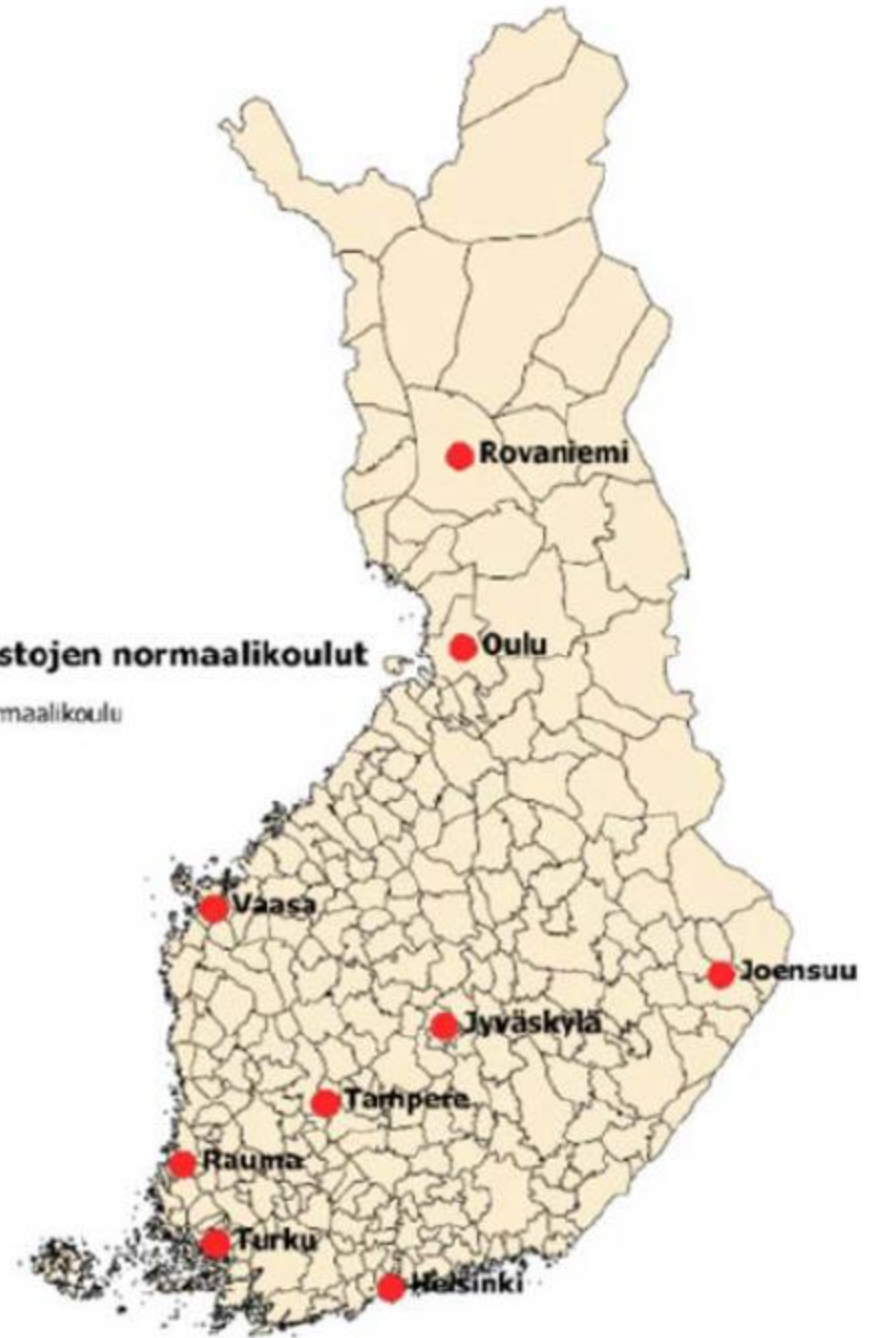 Rovaniemi
Oulu
stojen normaalikoulut
maalikoulu
Vaasa
Joensuu
Jyväskylä
Tampere
Rauma
Turku
Helsinki